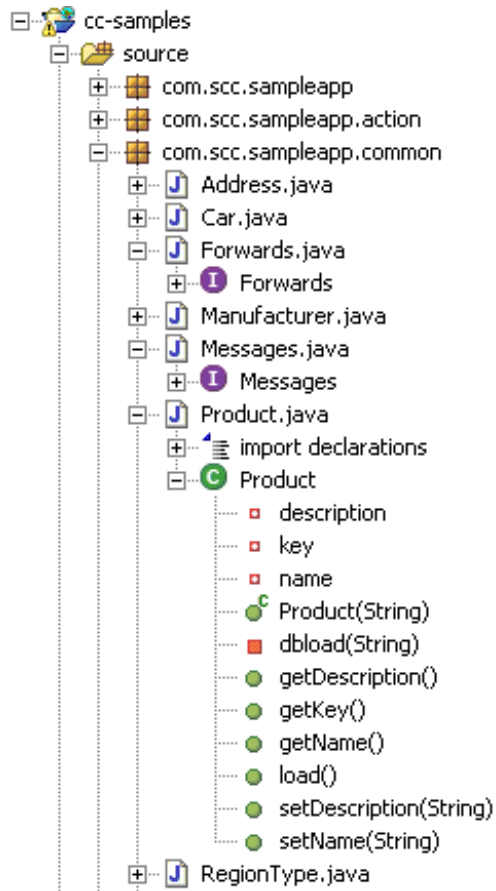 cc-samples
source
com.scc.sampleapp
com.scc.sampleapp.action
com.scc.sampleapp.common
Address.java
Car.java
Forwards.java
Forwards
Manufacturer.java
Messages.java
Messages
Product.java
import declarations
Product
description
key
name
Product(String)
dbload(String)
getDescription()
getKey()
getName()
load()
setDescription(String)
setName(String)
RegionType.java